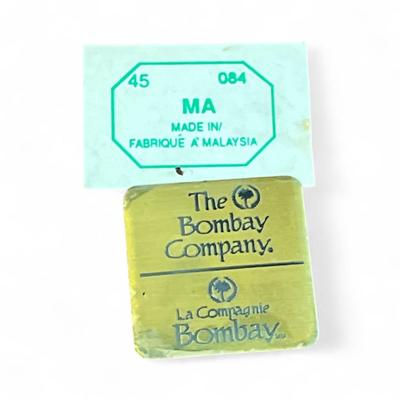 45 084
MA
MADE IN/
FABRIQUÉ A MALAYSIA
The
Bombay
Company®
La Compagnie
Bombay